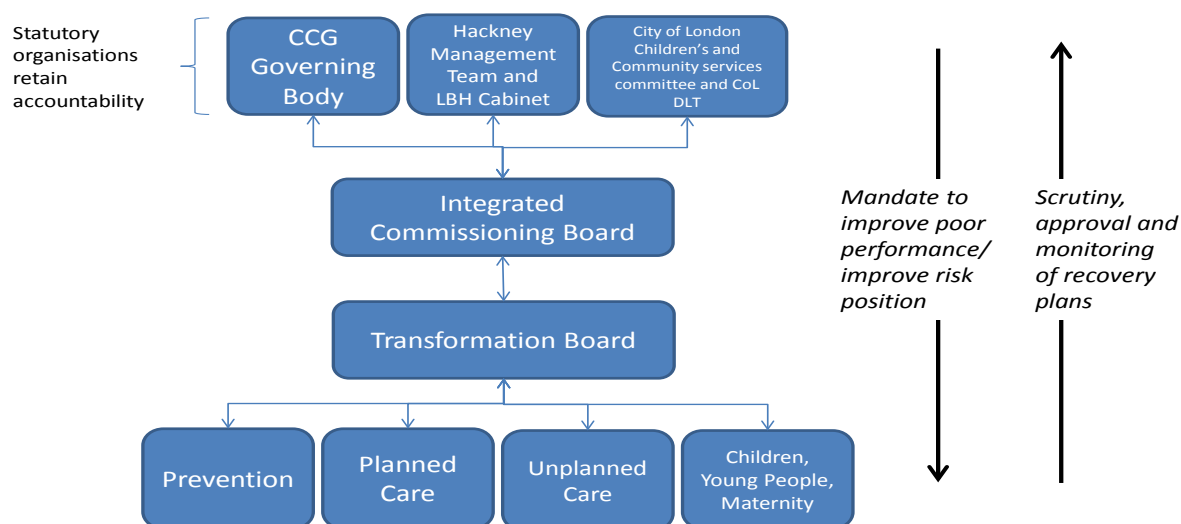 Statutory
organisations
retain
accountability
CCG
Governing
Body
Hackney
Management
Team and
LBH Cabinet
City of London
Children’s and
Community services
committee and CoL
DLT
Integrated
Commissioning Board
Transformation Board
Prevention
Planned
Care
Unplanned
Care
Children,
Young People,
Maternity
Mandate to
improve poor
performance/
improve risk
position
Scrutiny,
approval and
monitoring
of recovery
plans